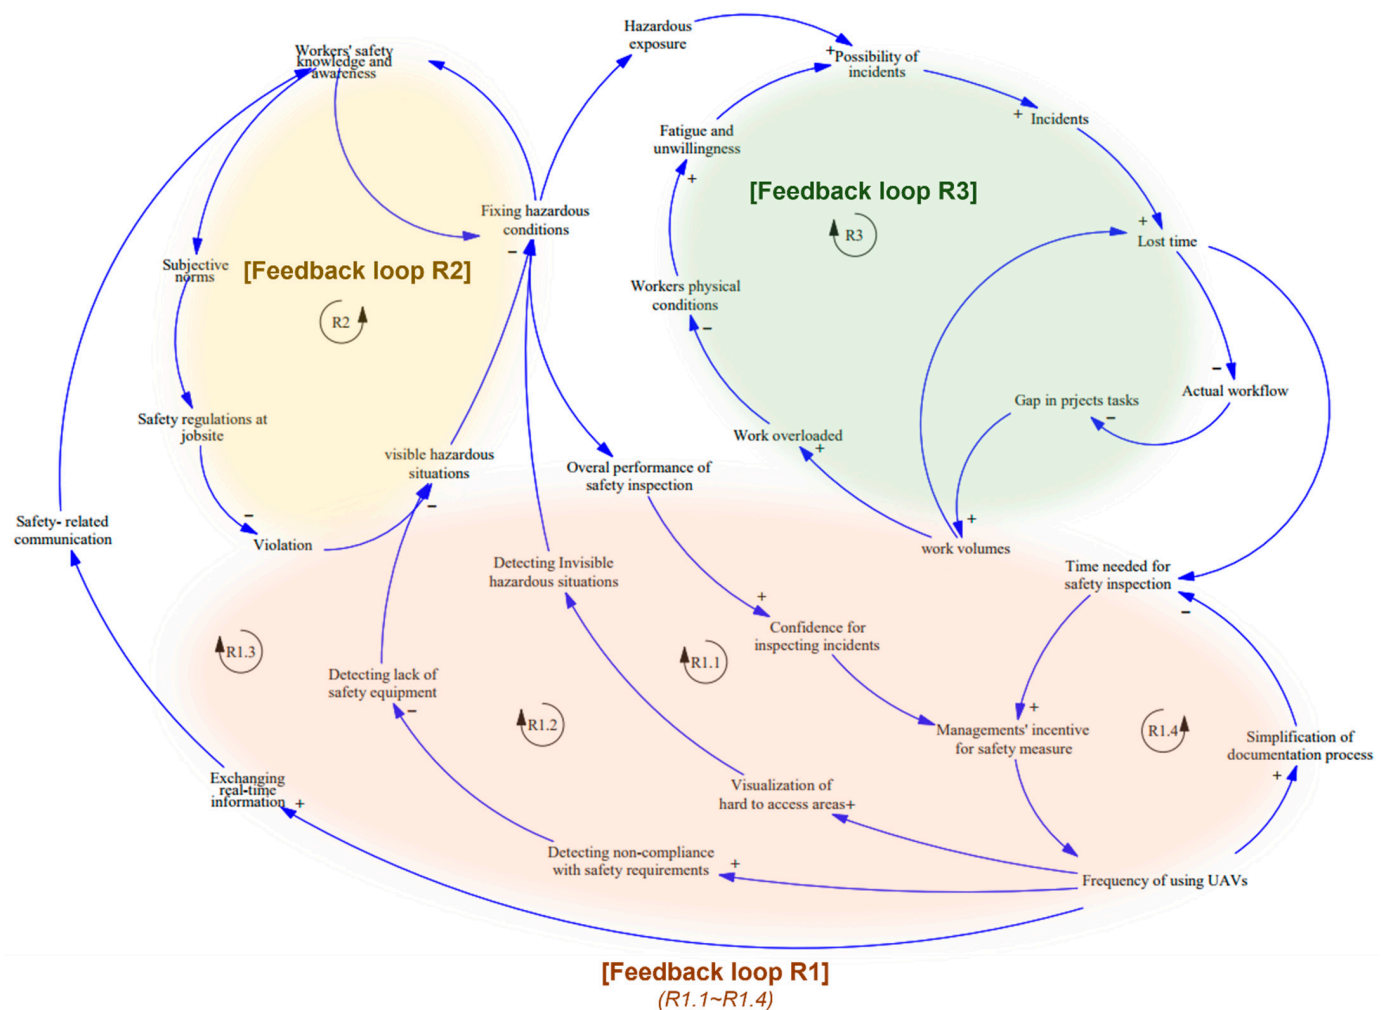 Hazardous
exposure
Workers' safety
knowledge and
awareness
+
Possibility of
incidents
+
Incidents
Fatigue and
unwillingness
+
[Feedback loop R3]
R3
+
Lost time
Fixing hazardous
conditions
−
Subjective
norms
[Feedback loop R2]
R2
Workers physical
conditions
−
−
Actual workflow
Gap in prjects tasks
−
Safety regulations at
jobsite
Work overloaded
+
visible hazardous
situations
−
Overal performance of
safety inspection
−
Violation
Safety- related
communication
+
work volumes
Detecting Invisible
hazardous situations
Time needed for
safety inspection
−
+
Confidence for
inspecting incidents
R1.3
R1.1
Detecting lack of
safety equipment
−
R1.2
+
Managements' incentive
for safety measure
R1.4
Simplification of
documentation process
+
Exchanging
real-time
information
+
Visualization of
hard to access areas+
Detecting non-compliance
with safety requirements
+
Frequency of using UAVs
[Feedback loop R1]
(R1.1~R1.4)